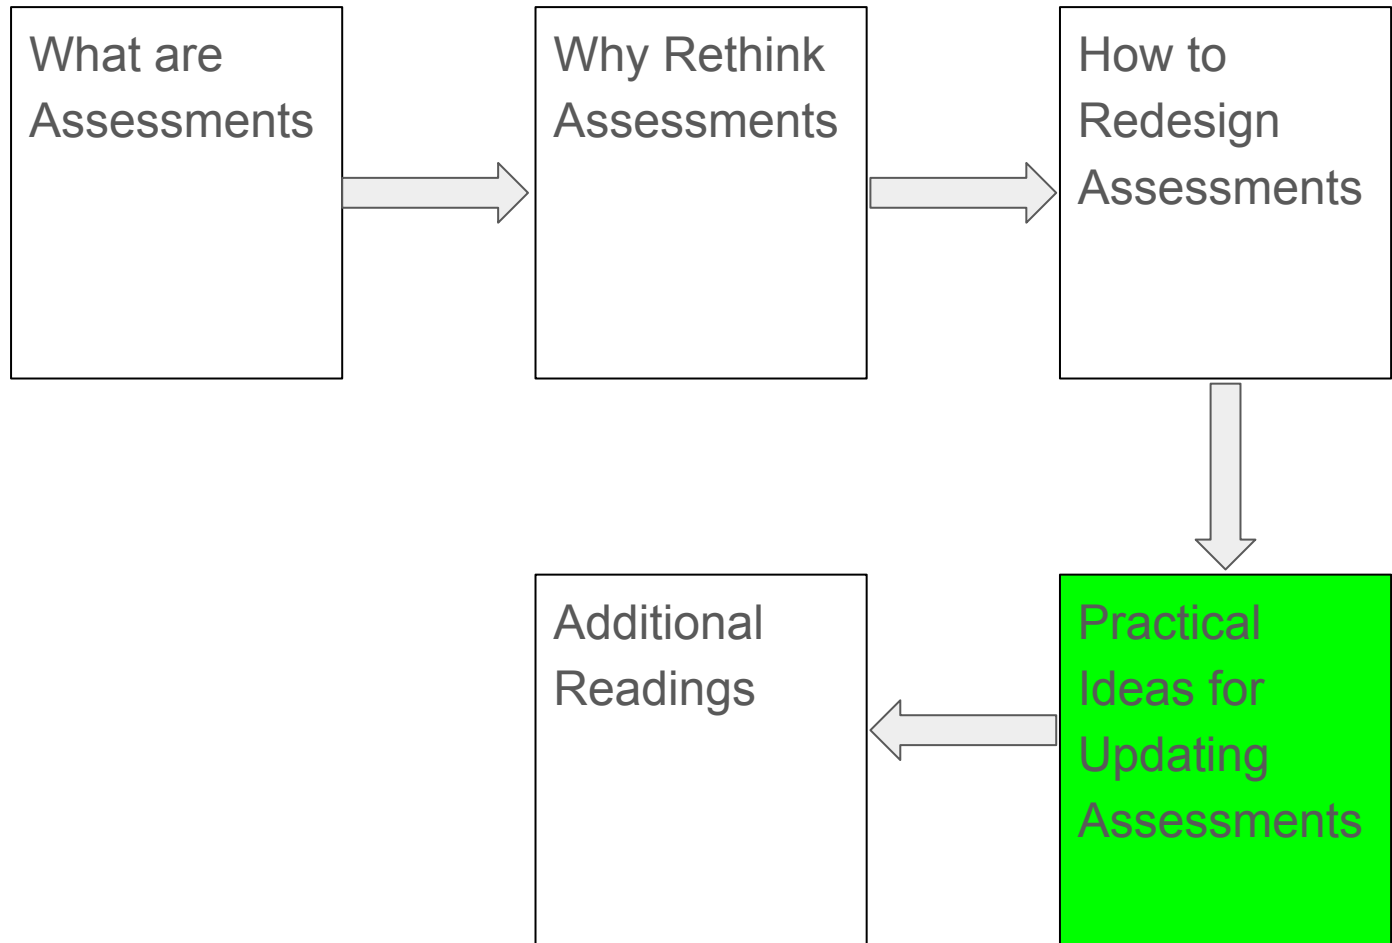 What are
Assessments
Why Rethink
Assessments
How to
Redesign
Assessments
Practical
Ideas for
Updating
Assessments
Additional
Readings